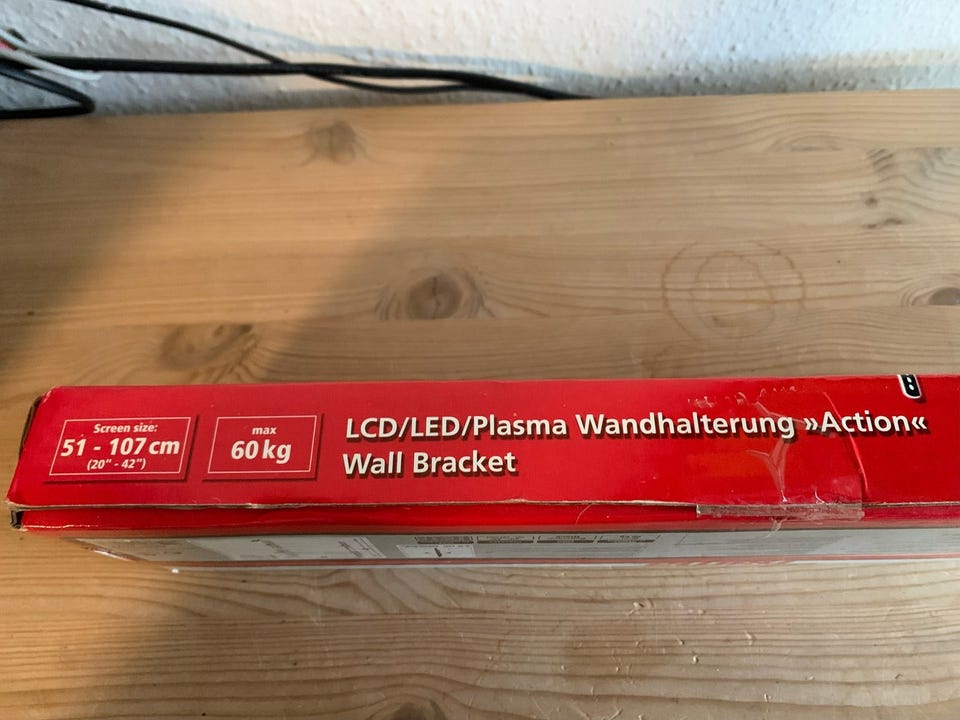 Screen size:
51 - 107 cm
(20" - 42")
max
60 kg
LCD/LED/Plasma Wandhalterung »Action«
Wall Bracket